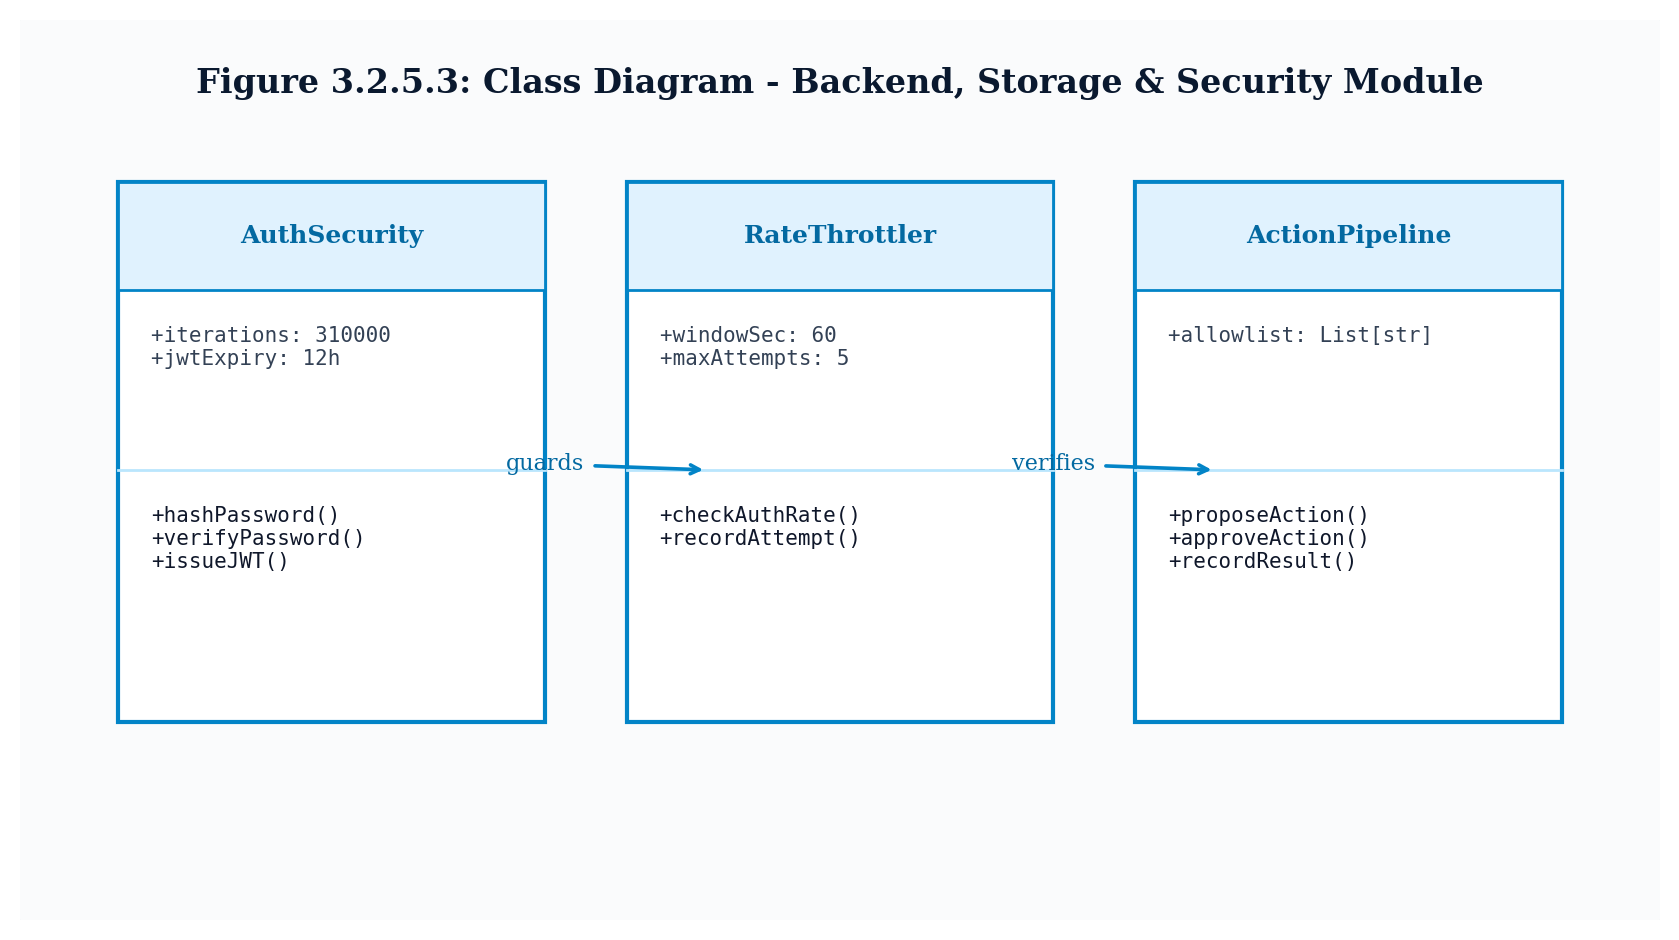 Figure 3.2.5.3: Class Diagram - Backend, Storage & Security Module
AuthSecurity
+iterations: 310000
+jwtExpiry: 12h
+hashPassword()
+verifyPassword()
+issueJWT()
guards
RateThrottler
+windowSec: 60
+maxAttempts: 5
+checkAuthRate()
+recordAttempt()
verifies
ActionPipeline
+allowlist: List[str]
+proposeAction()
+approveAction()
+recordResult()